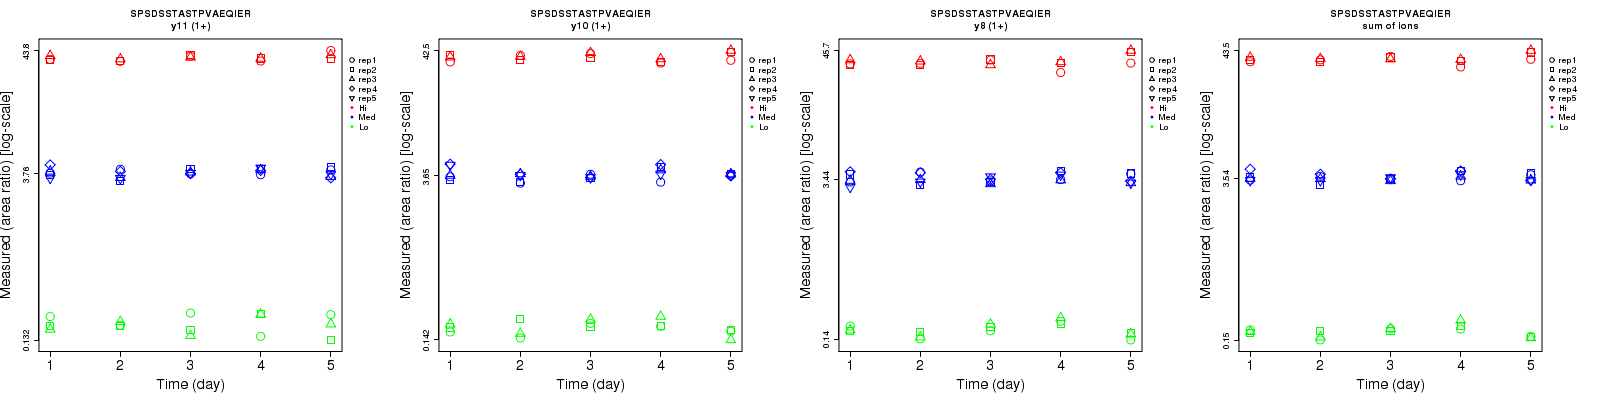 SPSDSSTASTPVAEQIER
y11 (1+)
Measured (area ratio) [log-scale]
43.8
3.76
0.132
1 2 3 4 5
Time (day)
rep1
rep2
rep3
rep4
rep5
Hi
Med
Lo
SPSDSSTASTPVAEQIER
y10 (1+)
Measured (area ratio) [log-scale]
42.5
3.65
0.142
1 2 3 4 5
Time (day)
rep1
rep2
rep3
rep4
rep5
Hi
Med
Lo
SPSDSSTASTPVAEQIER
y8 (1+)
Measured (area ratio) [log-scale]
45.7
3.44
0.14
1 2 3 4 5
Time (day)
rep1
rep2
rep3
rep4
rep5
Hi
Med
Lo
SPSDSSTASTPVAEQIER
sum of ions
Measured (area ratio) [log-scale]
43.5
3.54
0.15
1 2 3 4 5
Time (day)
rep1
rep2
rep3
rep4
rep5
Hi
Med
Lo